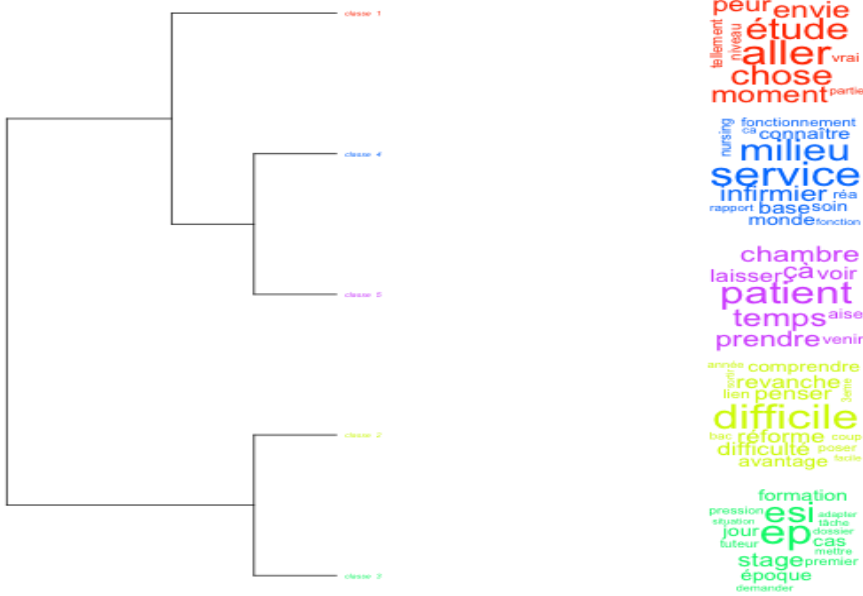 classe 1
peur envie
étude
tellement
niveau
aller vrai
chose
moment partie
classe 4
nursing
fonctionnement
ca connaître
milieu
service
infirmier réa
rapport base soin
monde fonction
classe 5
chambre
laisser çà voir
patient
temps aise
prendre venir
classe 2
année comprendre
revanche
lien penser
difficile
bac réforme coup
difficulté poser
avantage facile
classe 3
formation
pression esi adapter
situation tâche
jour ep dossier
tuteur cas
mettre
stage premier
époque
demander